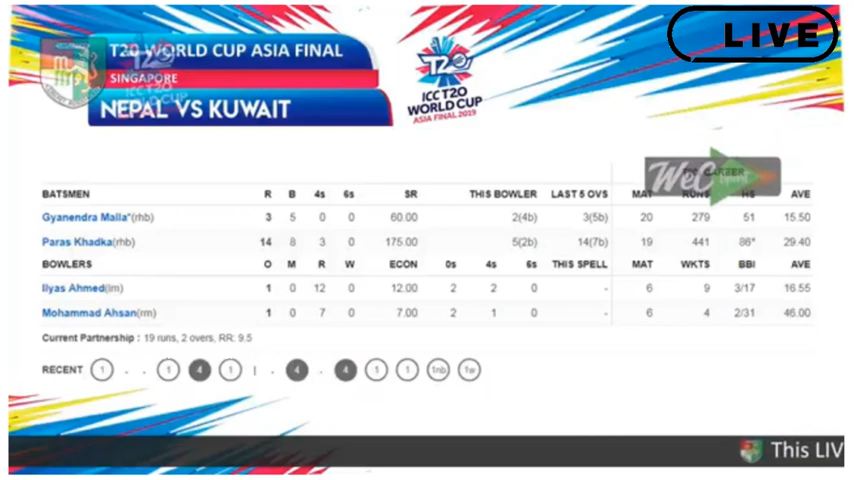 LIVE
T20 WORLD CUP ASIA FINAL
SINGAPORE
NEPAL VS KUWAIT
T20
ICC T20
WORLD CUP
ASIA FINAL 2019
WeC
CAREER
BATSMEN R B 4s 6s SR THIS BOWLER LAST 5 OVS MAT RUNS HS AVE
Gyanendra Malla*(rhb) 3 5 0 0 60.00 2(4b) 3(5b) 20 279 51 15.50
Paras Khadka(rhb) 14 8 3 0 175.00 5(2b) 14(7b) 19 441 86* 29.40
BOWLERS O M R W ECON 0s 4s 6s THIS SPELL MAT WKTS BBI AVE
Ilyas Ahmed(lm) 1 0 12 0 12.00 2 2 0 - 6 9 3/17 16.55
Mohammad Ahsan(rm) 1 0 7 0 7.00 2 1 0 - 6 4 2/31 46.00
Current Partnership : 19 runs, 2 overs, RR: 9.5
RECENT 1 . . 1 4 1 | . 4 . 4 1 1 1nb 1w
This LIV